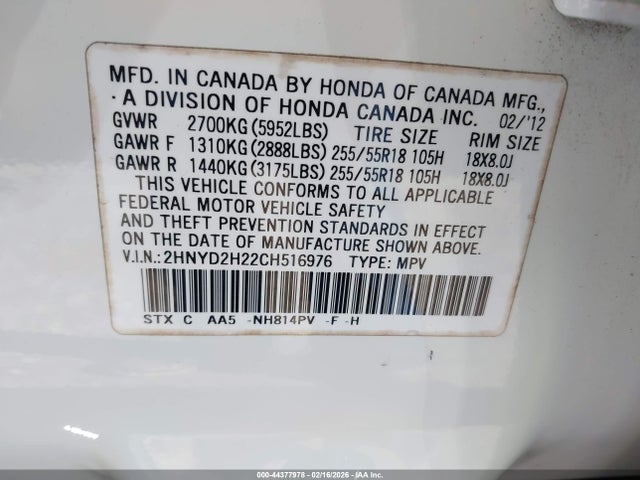 MFD. IN CANADA BY HONDA OF CANADA MFG.,
. A DIVISION OF HONDA CANADA INC. 02/'12
GVWR 2700KG(5952LBS) TIRE SIZE RIM SIZE
GAWR F 1310KG(2888LBS) 255/55R18 105H 18X8.0J
GAWR R 1440KG(3175LBS) 255/55R18 105H 18X8.0J
THIS VEHICLE CONFORMS TO ALL APPLICABLE
FEDERAL MOTOR VEHICLE SAFETY
AND THEFT PREVENTION STANDARDS IN EFFECT
ON THE DATE OF MANUFACTURE SHOWN ABOVE.
V.I.N.: 2HNYD2H22CH516976 TYPE: MPV
STX C AA5 -NH814PV -F -H
000-44377978 - 02/16/2026 - IAAI.COM